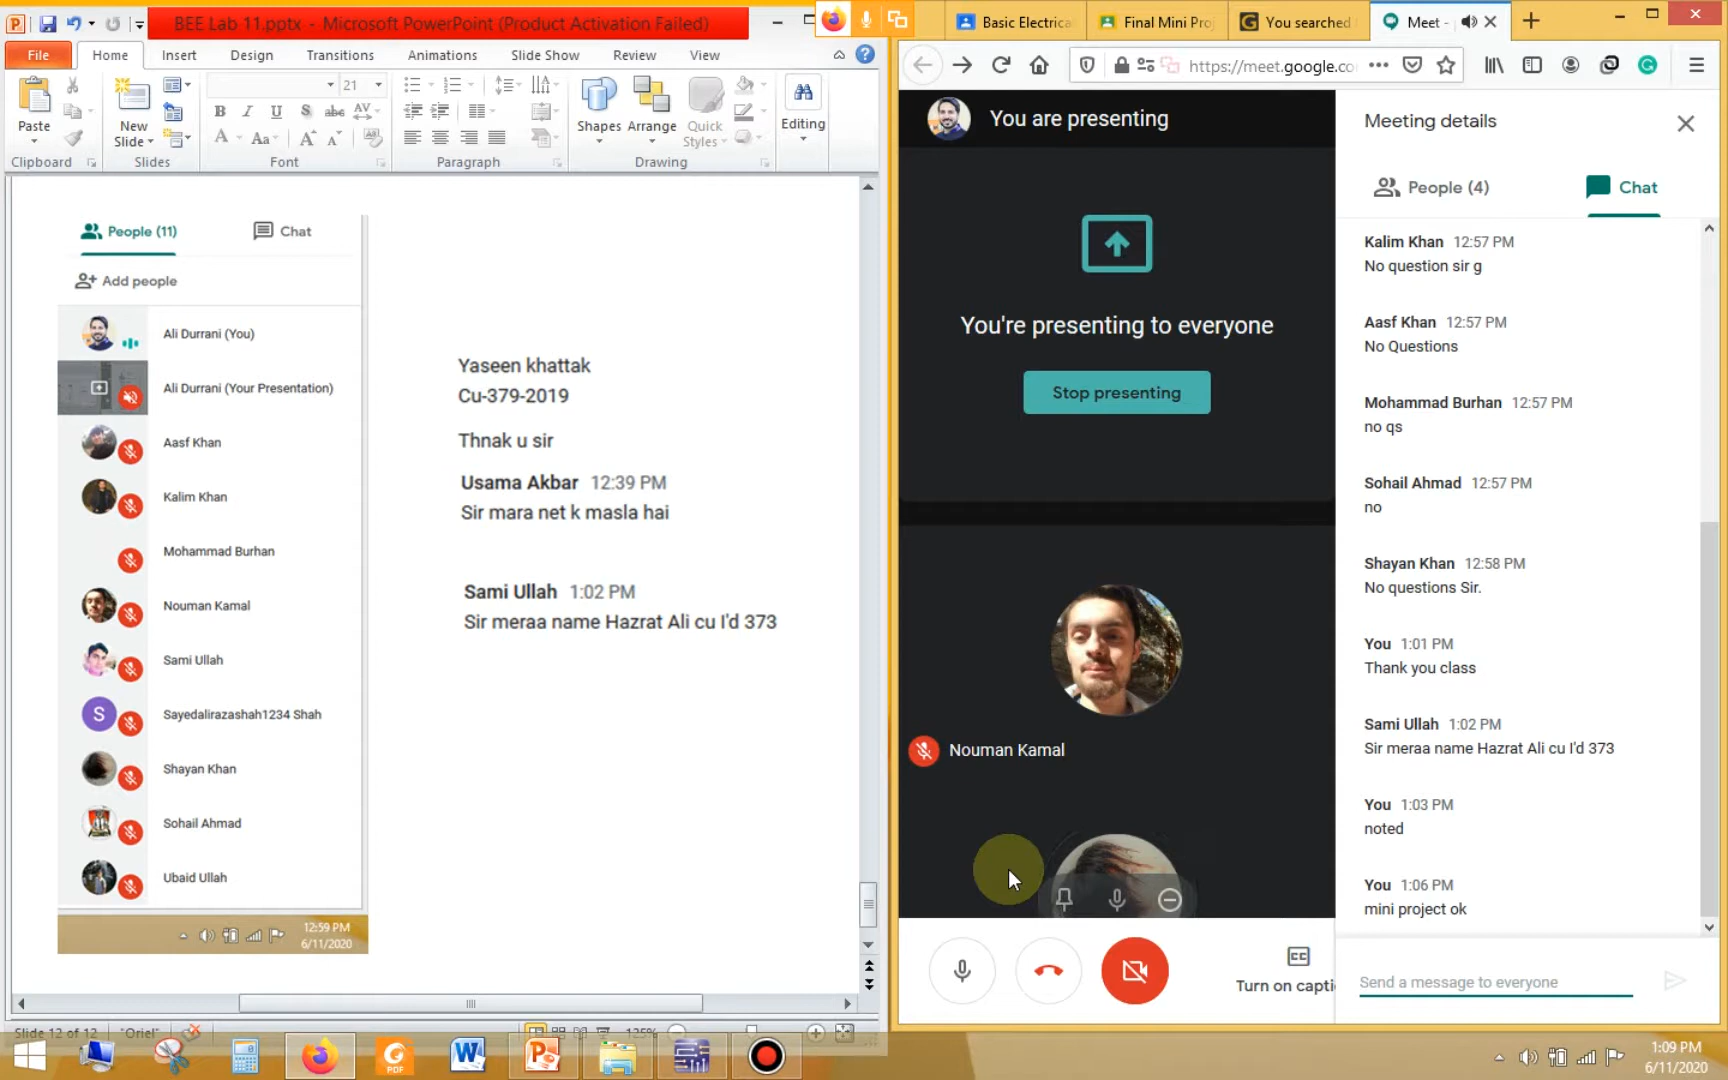 BEE Lab 11.pptx - Microsoft PowerPoint (Product Activation Failed)
File
Home
Insert
Design
Transitions
Animations
Slide Show
Review
View
Paste
New
Slide
21
Shapes
Arrange
Quick
Styles
Editing
Clipboard
Slides
Font
Paragraph
Drawing
People (11)
Chat
Add people
Ali Durrani (You)
Ali Durrani (Your Presentation)
Aasf Khan
Kalim Khan
Mohammad Burhan
Nouman Kamal
Sami Ullah
S
Sayedalirazashah1234 Shah
Shayan Khan
Sohail Ahmad
Ubaid Ullah
12:59 PM
6/11/2020
Yaseen khattak
Cu-379-2019
Thnak u sir
Usama Akbar 12:39 PM
Sir mara net k masla hai
Sami Ullah 1:02 PM
Sir meraa name Hazrat Ali cu I'd 373
Slide 12 of 12
"Oriel"
125%
Basic Electrica
Final Mini Proj
You searched
Meet -
https://meet.google.co
You are presenting
You're presenting to everyone
Stop presenting
Nouman Kamal
CC
Turn on capti
Meeting details
People (4)
Chat
Kalim Khan 12:57 PM
No question sir g
Aasf Khan 12:57 PM
No Questions
Mohammad Burhan 12:57 PM
no qs
Sohail Ahmad 12:57 PM
no
Shayan Khan 12:58 PM
No questions Sir.
You 1:01 PM
Thank you class
Sami Ullah 1:02 PM
Sir meraa name Hazrat Ali cu I'd 373
You 1:03 PM
noted
You 1:06 PM
mini project ok
Send a message to everyone
PDF
1:09 PM
6/11/2020